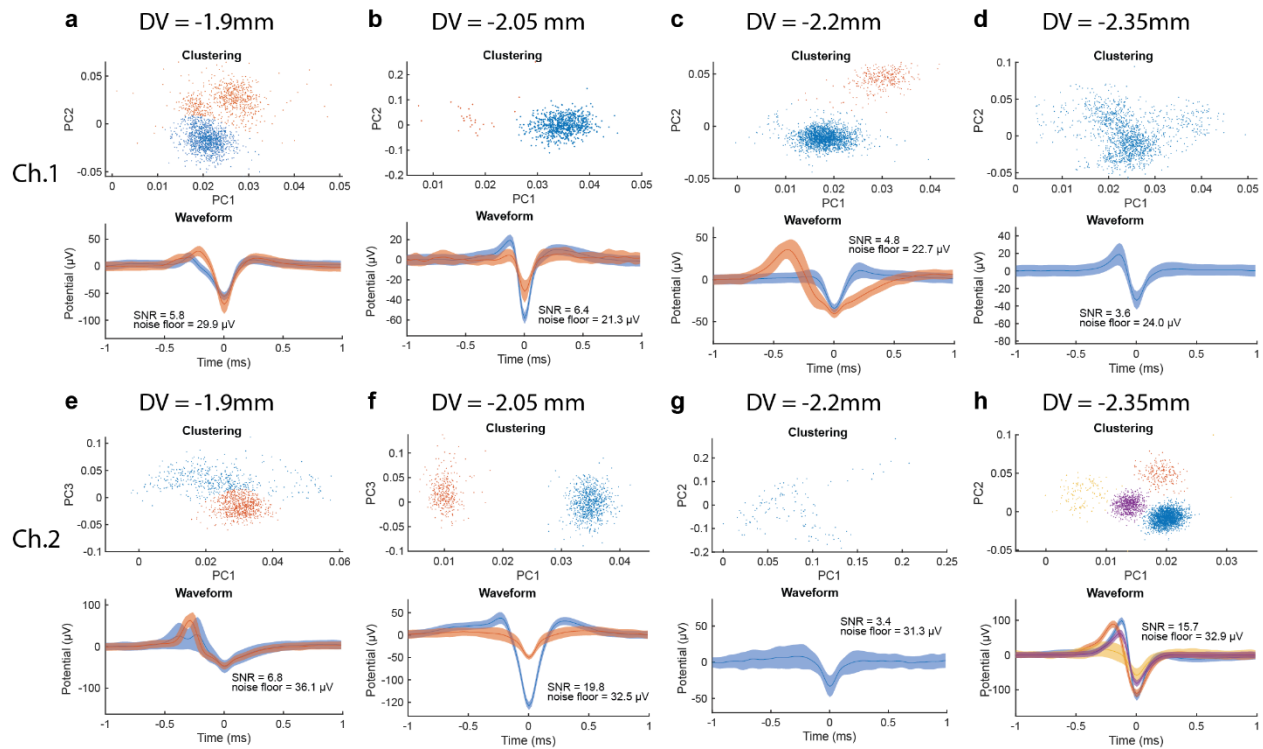 a DV = -1.9mm
b DV = -2.05 mm
c DV = -2.2mm
d DV = -2.35mm
Ch.1
Clustering
PC2
0.05
0
-0.05
0 0.01 0.02 0.03 0.04 0.05
PC1
Clustering
PC2
0.2
0.1
0
-0.1
-0.2
0.01 0.02 0.03 0.04 0.05
PC1
Clustering
PC2
0.05
0
-0.05
0 0.01 0.02 0.03 0.04
PC1
Clustering
PC2
0.1
0.05
0
-0.05
0 0.01 0.02 0.03 0.04 0.05
PC1
Waveform
Potential (µV)
50
0
-50
-100
SNR = 5.8
noise floor = 29.9 µV
-1 -0.5 0 0.5 1
Time (ms)
Waveform
Potential (µV)
20
0
-20
-40
-60
SNR = 6.4
noise floor = 21.3 µV
-1 -0.5 0 0.5 1
Time (ms)
Waveform
Potential (µV)
50
0
-50
SNR = 4.8
noise floor = 22.7 µV
-1 -0.5 0 0.5 1
Time (ms)
Waveform
Potential (µV)
40
20
0
-20
-40
-60
-80
SNR = 3.6
noise floor = 24.0 µV
-1 -0.5 0 0.5 1
Time (ms)
e DV = -1.9mm
f DV = -2.05 mm
g DV = -2.2mm
h DV = -2.35mm
Ch.2
Clustering
PC3
0.1
0.05
0
-0.05
-0.1
0 0.02 0.04 0.06
PC1
Clustering
PC3
0.1
0.05
0
-0.05
-0.1
0.01 0.02 0.03 0.04
PC1
Clustering
PC2
0.2
0.1
0
-0.1
-0.2
0 0.05 0.1 0.15 0.2 0.25
PC1
Clustering
PC2
0.1
0.05
0
-0.05
0 0.01 0.02 0.03
PC1
Waveform
Potential (µV)
100
0
-100
SNR = 6.8
noise floor = 36.1 µV
-1 -0.5 0 0.5 1
Time (ms)
Waveform
Potential (µV)
50
0
-40
-80
-120
SNR = 19.8
noise floor = 32.5 µV
-1 -0.5 0 0.5 1
Time (ms)
Waveform
Potential (µV)
50
0
-50
SNR = 3.4
noise floor = 31.3 µV
-1 -0.5 0 0.5 1
Time (ms)
Waveform
Potential (µV)
100
0
-100
SNR = 15.7
noise floor = 32.9 µV
-1 -0.5 0 0.5 1
Time (ms)